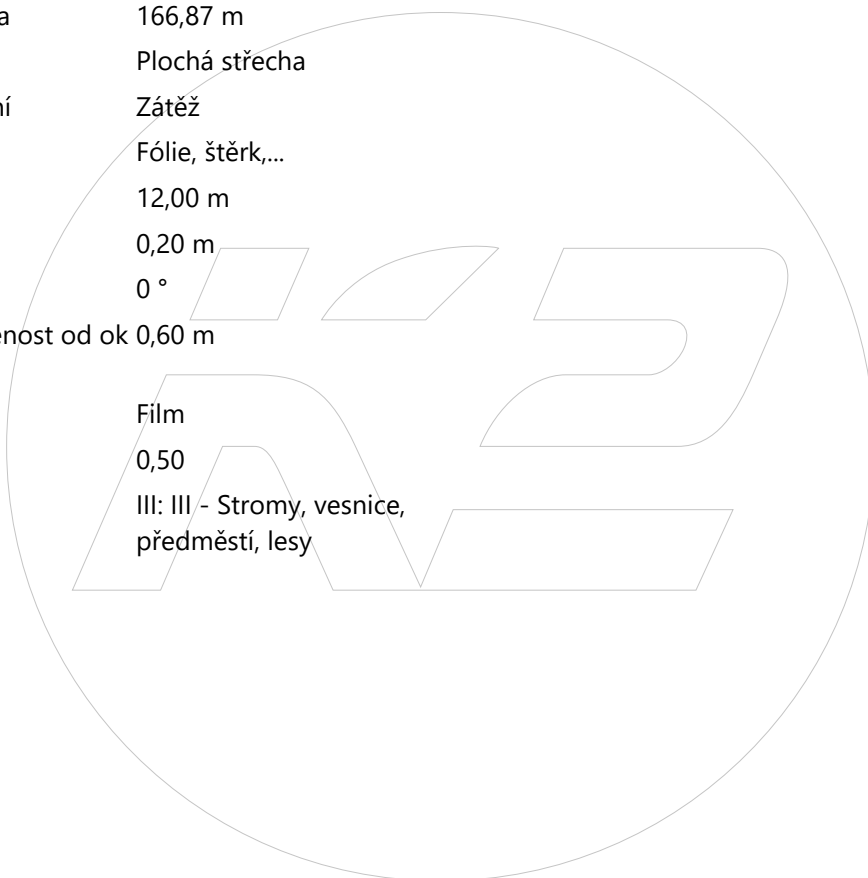 a 166,87 m
Plochá střecha
ní Zátěž
Fólie, štěrk,...
12,00 m
0,20 m
0 °
enost od ok 0,60 m
Film
0,50
III: III - Stromy, vesnice,
předměstí, lesy
K2